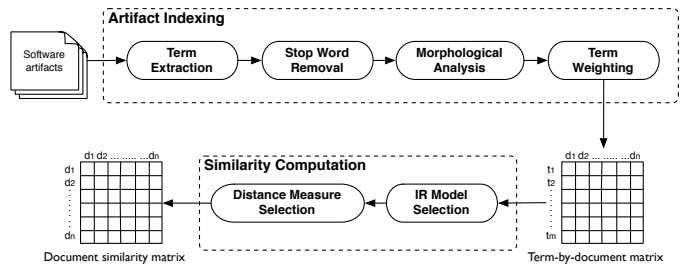 Artifact Indexing
Software
artifacts
Term
Extraction
Stop Word
Removal
Morphological
Analysis
Term
Weighting
d1 d2 ... ..... ...dn
t1
t2
tm
Term-by-document matrix
Similarity Computation
IR Model
Selection
Distance Measure
Selection
d1 d2 ... ..... ...dn
d1
d2
dn
Document similarity matrix